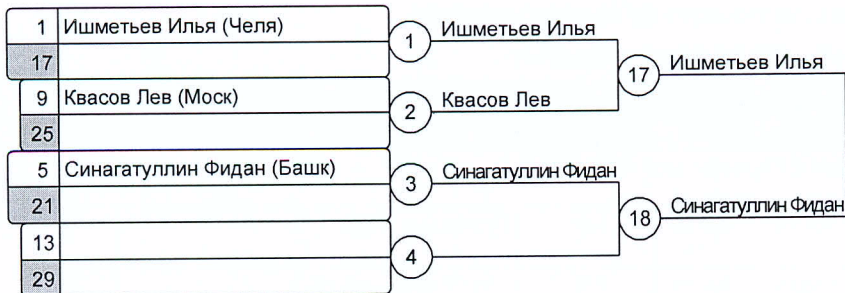 1 Ишметьев Илья (Челя)
17
1 Ишметьев Илья
9 Квасов Лев (Моск)
25
2 Квасов Лев
17 Ишметьев Илья
5 Синагатуллин Фидан (Башк)
21
3 Синагатуллин Фидан
13
29
4
18 Синагатуллин Фидан